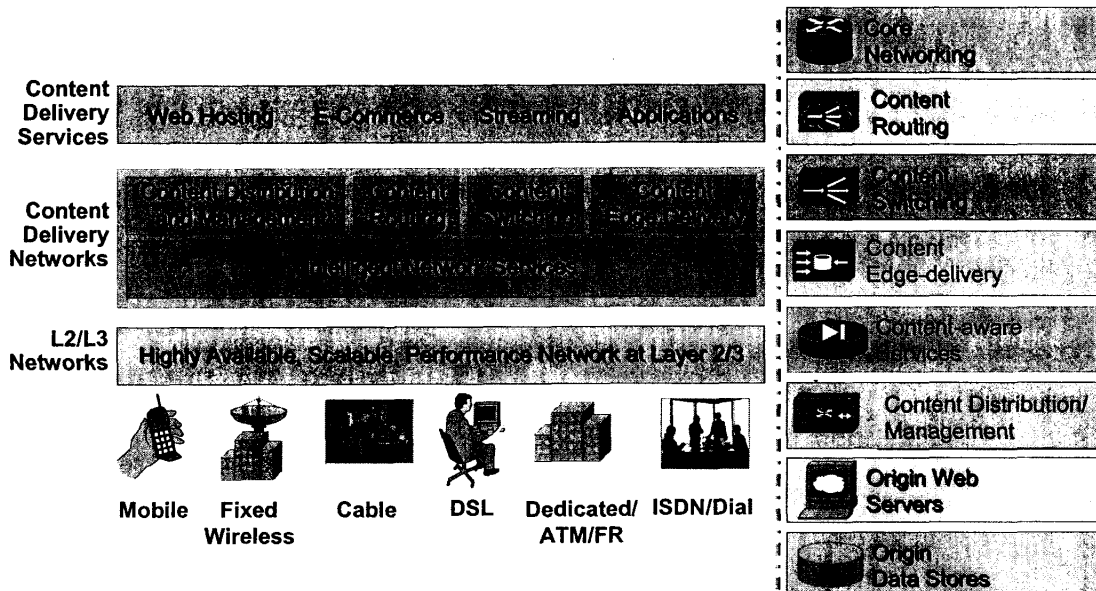 Content
Delivery
Services
Web Hosting E-Commerce Streaming Applications
Content
Delivery
Networks
Content Distribution
and Management
Content
Routing
Content
Switching
Content
Edge-Delivery
Intelligent Network Services
L2/L3
Networks
Highly Available, Scalable, Performance Network at Layer 2/3
Mobile
Fixed
Wireless
Cable
DSL
Dedicated/
ATM/FR
ISDN/Dial
Core
Networking
Content
Routing
Content
Switching
Content
Edge-delivery
Content-aware
Services
Content Distribution/
Management
Origin Web
Servers
Origin
Data Stores